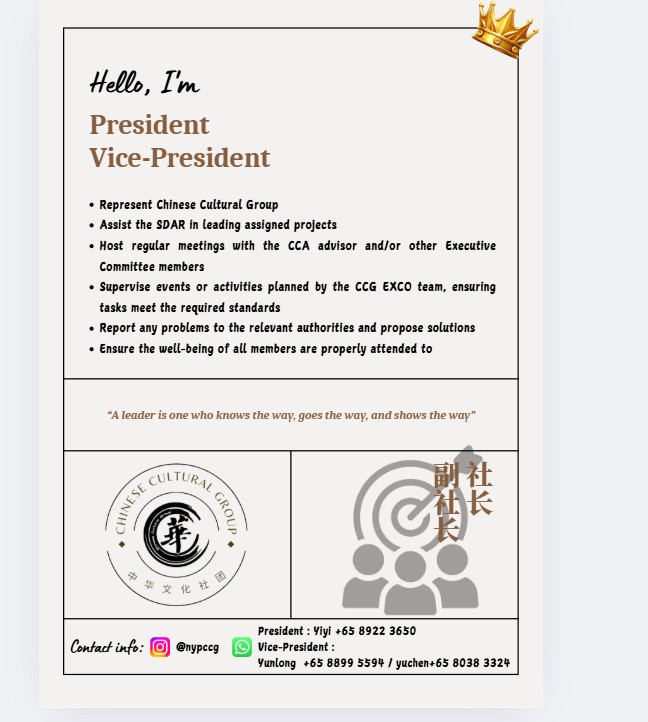 Hello, I'm
President
Vice-President
• Represent Chinese Cultural Group
• Assist the SDAR in leading assigned projects
• Host regular meetings with the CCA advisor and/or other Executive
Committee members
• Supervise events or activities planned by the CCG EXCO team, ensuring
tasks meet the required standards
• Report any problems to the relevant authorities and propose solutions
• Ensure the well-being of all members are properly attended to
“A leader is one who knows the way, goes the way, and shows the way”
CHINESE CULTURAL GROUP
華
中华文化社团
社长
副社长
Contact info: @nypccg
President : Yiyi +65 8922 3650
Vice-President :
Yunlong +65 8899 5594 / yuchen+65 8038 3324